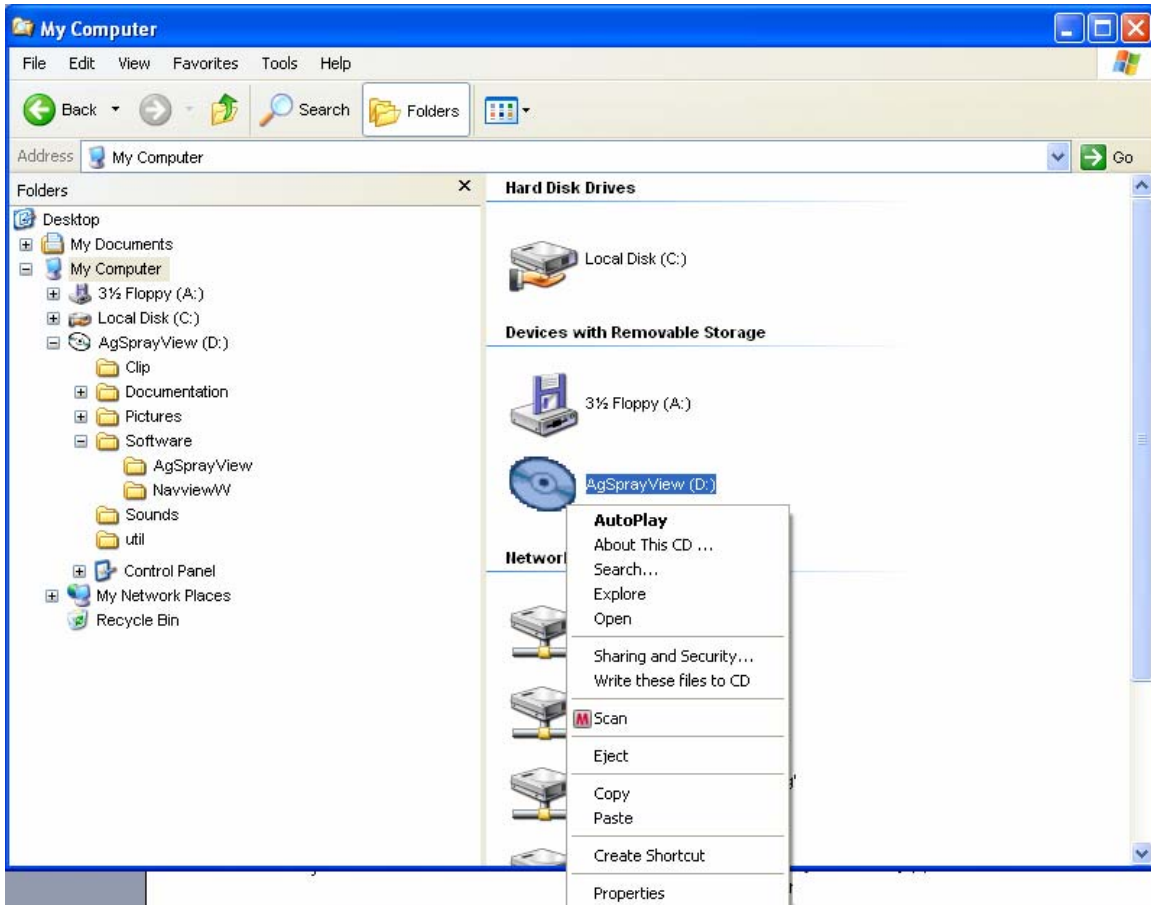 My Computer
File Edit View Favorites Tools Help
Back Search Folders
Address My Computer Go
Folders
Desktop
My Documents
My Computer
3½ Floppy (A:)
Local Disk (C:)
AgSprayView (D:)
Clip
Documentation
Pictures
Software
AgSprayView
NavviewW
Sounds
util
Control Panel
My Network Places
Recycle Bin
Hard Disk Drives
Local Disk (C:)
Devices with Removable Storage
3½ Floppy (A:)
AgSprayView (D:)
AutoPlay
About This CD ...
Search...
Explore
Open
Sharing and Security...
Write these files to CD
M Scan
Eject
Copy
Paste
Create Shortcut
Properties